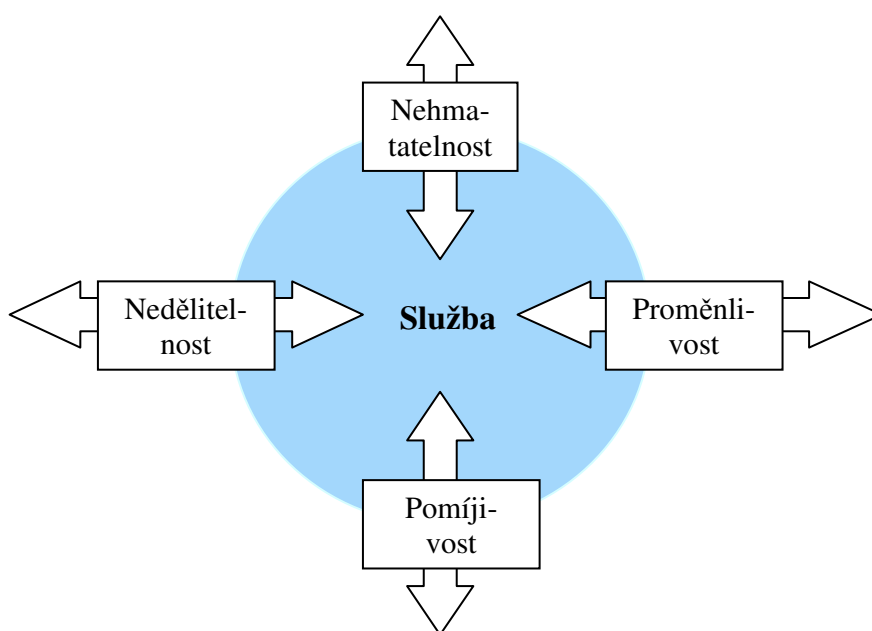 Nehma-
tatelnost
Nedělitel-
nost
Služba
Proměnli-
vost
Pomíji-
vost